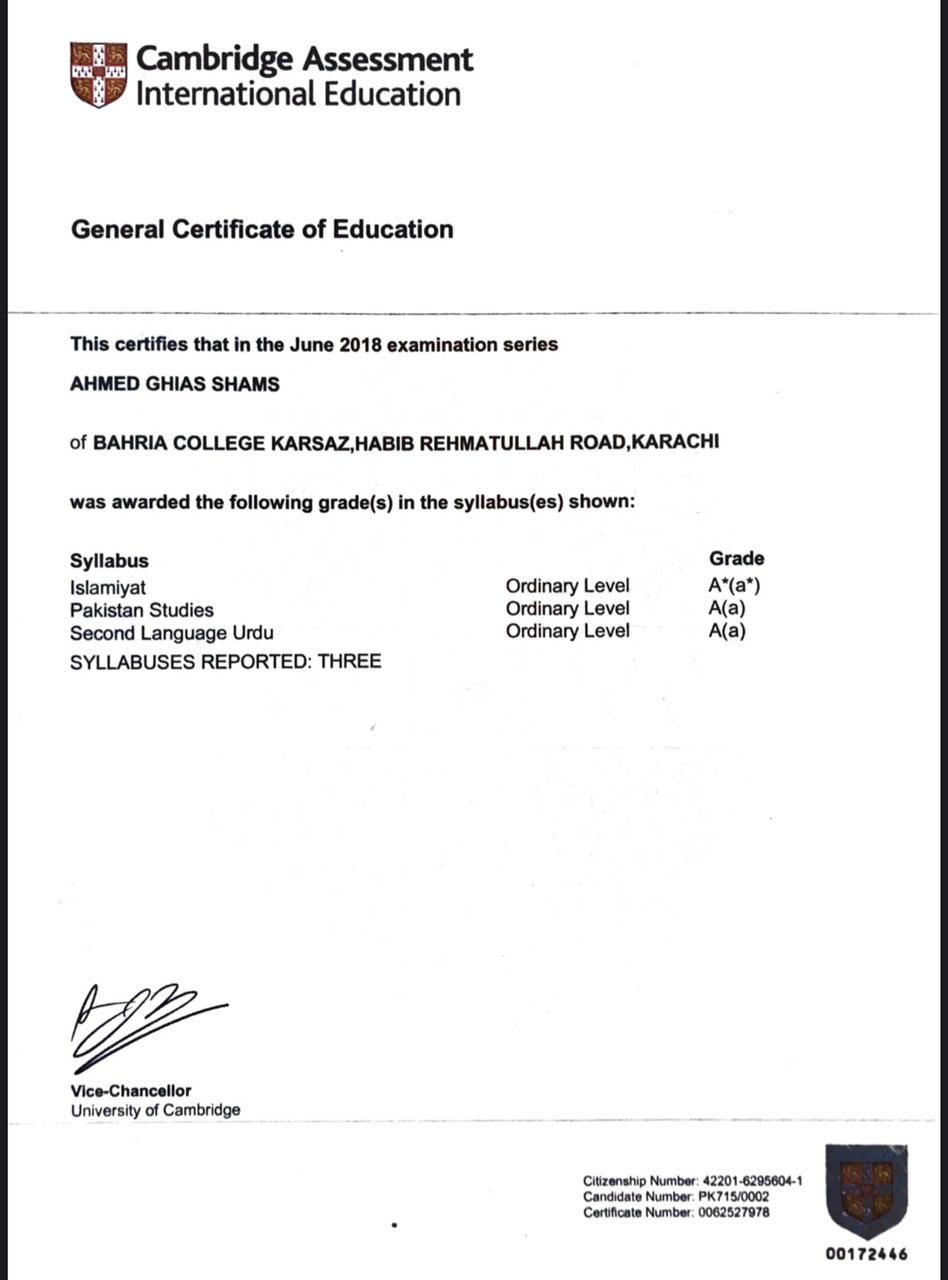 Cambridge Assessment
International Education
General Certificate of Education
This certifies that in the June 2018 examination series
AHMED GHIAS SHAMS
of BAHRIA COLLEGE KARSAZ,HABIB REHMATULLAH ROAD,KARACHI
was awarded the following grade(s) in the syllabus(es) shown:
Syllabus Grade
Islamiyat Ordinary Level A*(a*)
Pakistan Studies Ordinary Level A(a)
Second Language Urdu Ordinary Level A(a)
SYLLABUSES REPORTED: THREE
Vice-Chancellor
University of Cambridge
Citizenship Number: 42201-6295604-1
Candidate Number: PK715/0002
Certificate Number: 0062527978
00172446